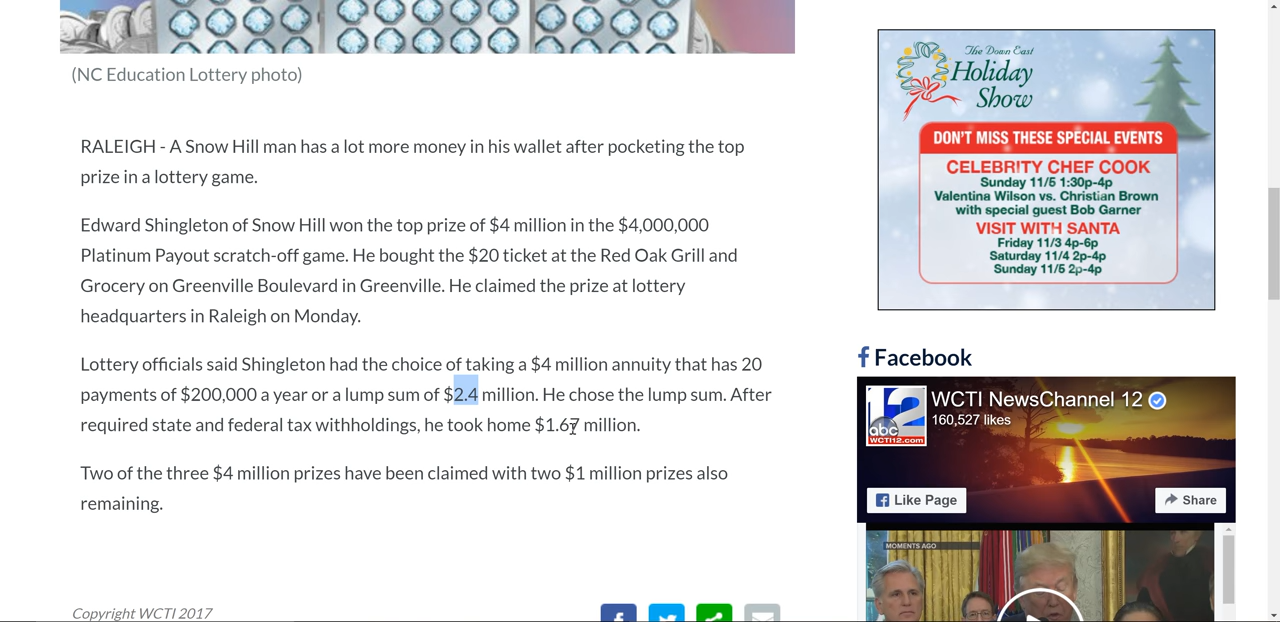 (NC Education Lottery photo)
RALEIGH - A Snow Hill man has a lot more money in his wallet after pocketing the top
prize in a lottery game.
Edward Shingleton of Snow Hill won the top prize of $4 million in the $4,000,000
Platinum Payout scratch-off game. He bought the $20 ticket at the Red Oak Grill and
Grocery on Greenville Boulevard in Greenville. He claimed the prize at lottery
headquarters in Raleigh on Monday.
Lottery officials said Shingleton had the choice of taking a $4 million annuity that has 20
payments of $200,000 a year or a lump sum of $2.4 million. He chose the lump sum. After
required state and federal tax withholdings, he took home $1.67 million.
Two of the three $4 million prizes have been claimed with two $1 million prizes also
remaining.
Copyright WCTI 2017
The Down East
Holiday
Show
DON'T MISS THESE SPECIAL EVENTS
CELEBRITY CHEF COOK
Sunday 11/5 1:30p-4p
Valentina Wilson vs. Christian Brown
with special guest Bob Garner
VISIT WITH SANTA
Friday 11/3 4p-6p
Saturday 11/4 2p-4p
Sunday 11/5 2p-4p
Facebook
12
abc
WCTI12.com
WCTI NewsChannel 12
160,527 likes
Like Page
Share
MOMENTS AGO